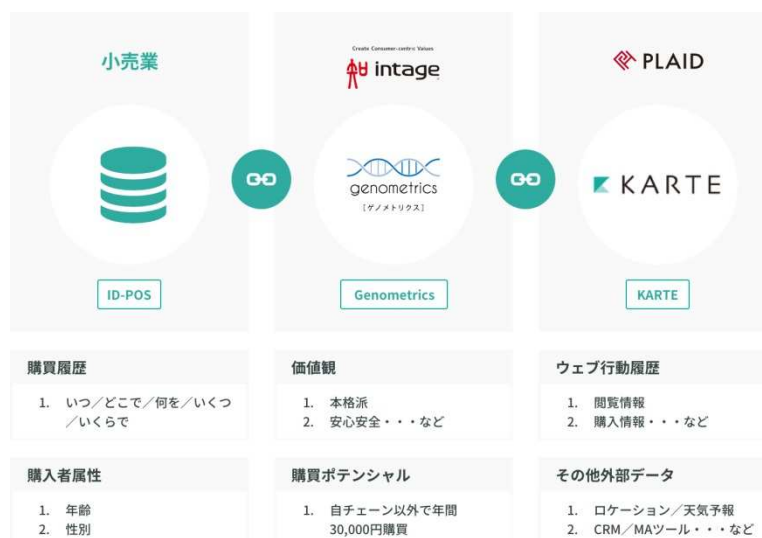 小売業
ID-POS
購買履歴
1. いつ／どこで／何を／いくつ
／いくらで
購入者属性
1. 年齢
2. 性別
Create Consumer-centric Values
intage
genometrics
［ゲノメトリクス］
Genometrics
価値観
1. 本格派
2. 安心安全・・・など
購買ポテンシャル
1. 自チェーン以外で年間
30,000円購買
PLAID
KARTE
KARTE
ウェブ行動履歴
1. 閲覧情報
2. 購入情報・・・など
その他外部データ
1. ロケーション／天気予報
2. CRM／MAツール・・・など